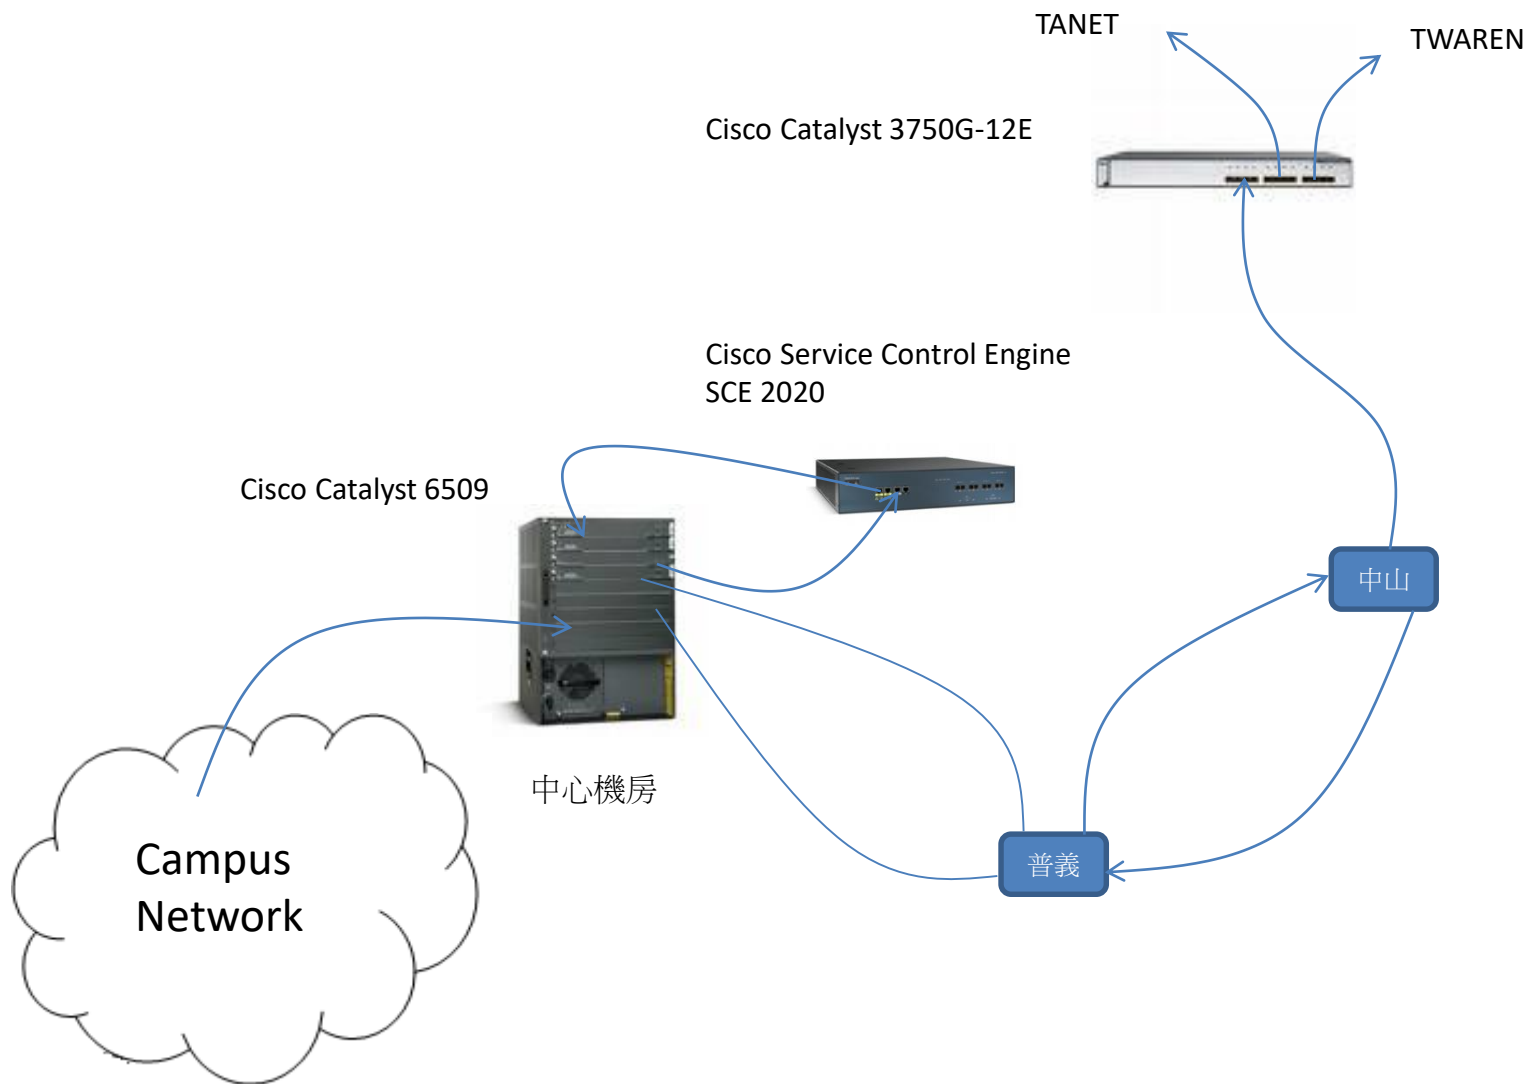 TANET
TWAREN
Cisco Catalyst 3750G-12E
Cisco Service Control Engine
SCE 2020
Cisco Catalyst 6509
中山
中心機房
普義
Campus
Network